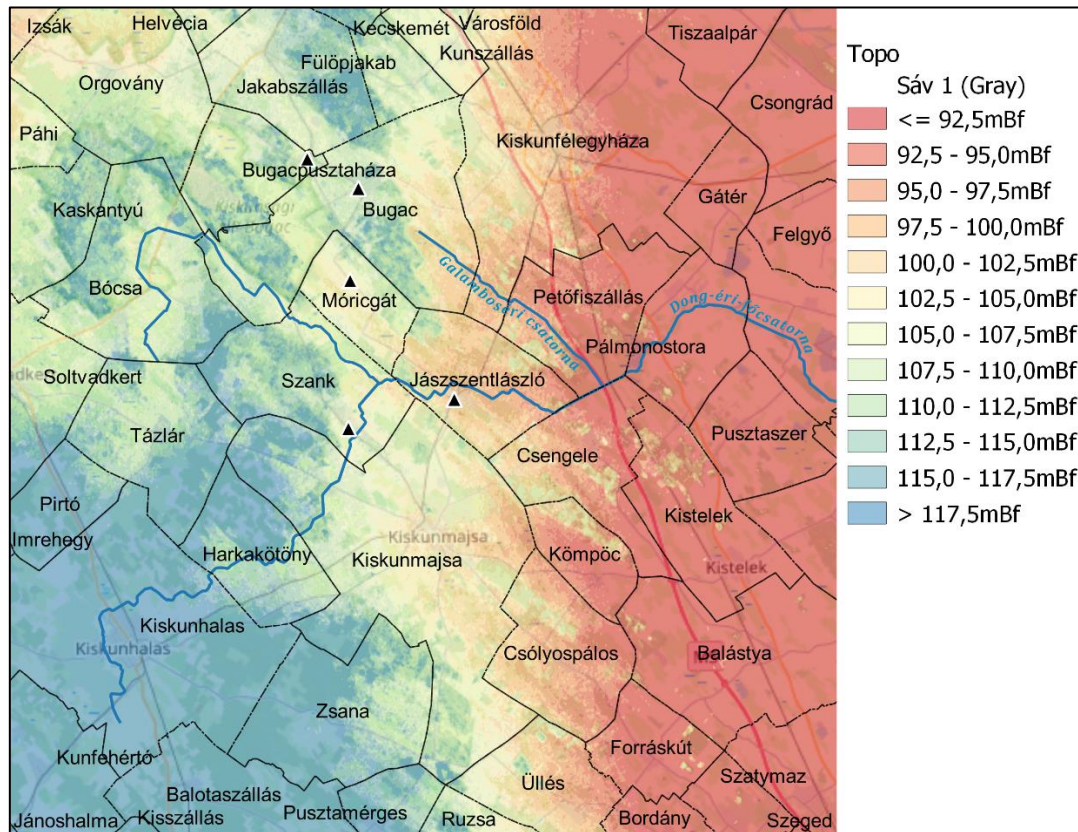 Izsák
Helvécia
Kecskemét
Városföld
Tiszaalpár
Kunszállás
Fülöpjakab
Orgovány
Jakabszállás
Csongrád
Páhi
Kiskunfélegyháza
Bugacpusztaháza
Gátér
Kaskantyú
Bugac
Felgyő
Bócsa
Móricgát
Galamboséri csatorna
Petőfiszállás
Dong-éri-főcsatorna
Pálmonostora
Soltvadkert
Szank
Jászszentlászló
Tázlár
Csengele
Pusztaszer
Pirtó
Kistelek
Imrehegy
Harkakötöny
Kiskunmajsa
Kiskunmajsa
Kömpöc
Kistelek
Kiskunhalas
Kiskunhalas
Csólyospálos
Balástya
Zsana
Kunfehértó
Forráskút
Szatymaz
Üllés
Balotaszállás
Jánoshalma
Kisszállás
Pusztamérges
Ruzsa
Bordány
Szeged
Topo
Sáv 1 (Gray)
<= 92,5mBf
92,5 - 95,0mBf
95,0 - 97,5mBf
97,5 - 100,0mBf
100,0 - 102,5mBf
102,5 - 105,0mBf
105,0 - 107,5mBf
107,5 - 110,0mBf
110,0 - 112,5mBf
112,5 - 115,0mBf
115,0 - 117,5mBf
> 117,5mBf